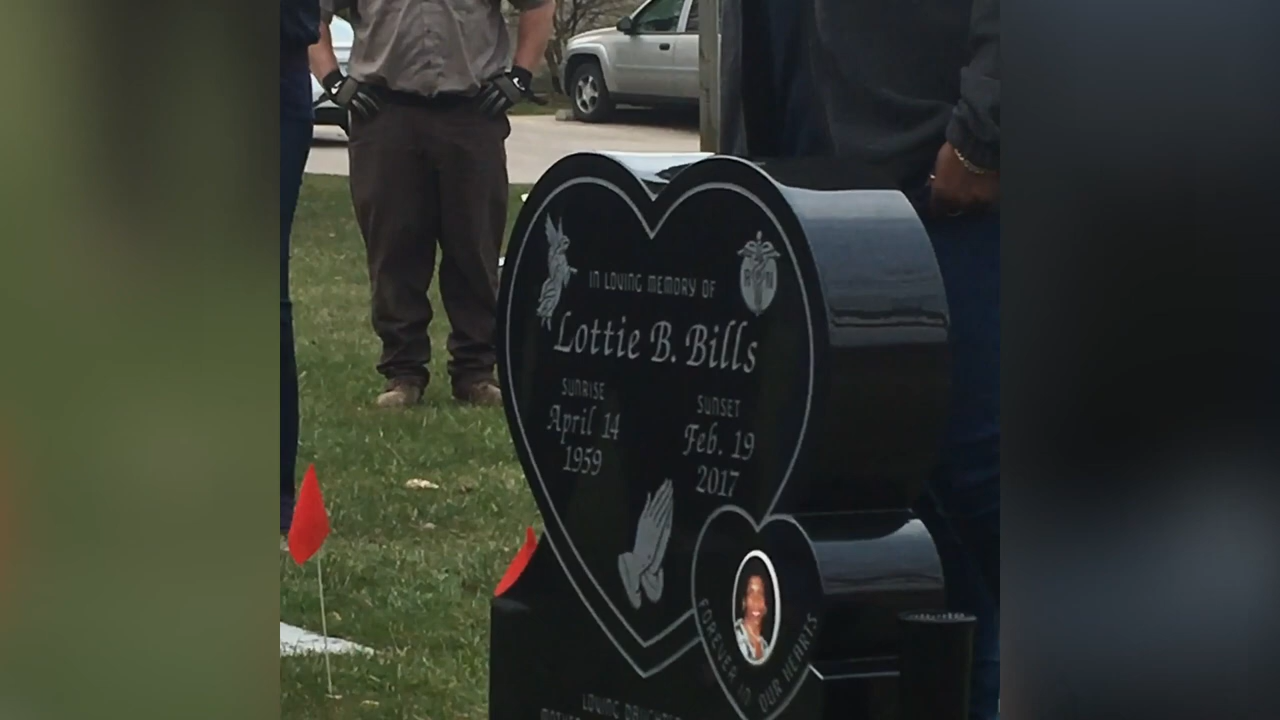 IN LOVING MEMORY OF
R N
Lottie B. Bills
SUNRISE
April 14
1959
SUNSET
Feb. 19
2017
FOREVER IN OUR HEARTS
LOVING DAUGHTER